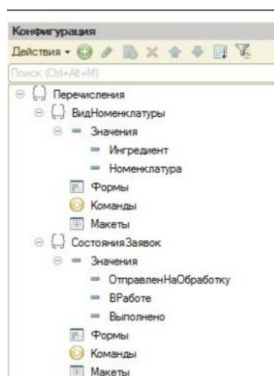 Конфигурация
Действия
Поиск (Ctrl+Alt+M)
Перечисления
ВидНоменклатуры
Значения
Ингредиент
Номенклатура
Формы
Команды
Макеты
СостоянияЗаявок
Значения
ОтправленНаОбработку
ВРаботе
Выполнено
Формы
Команды
Макеты